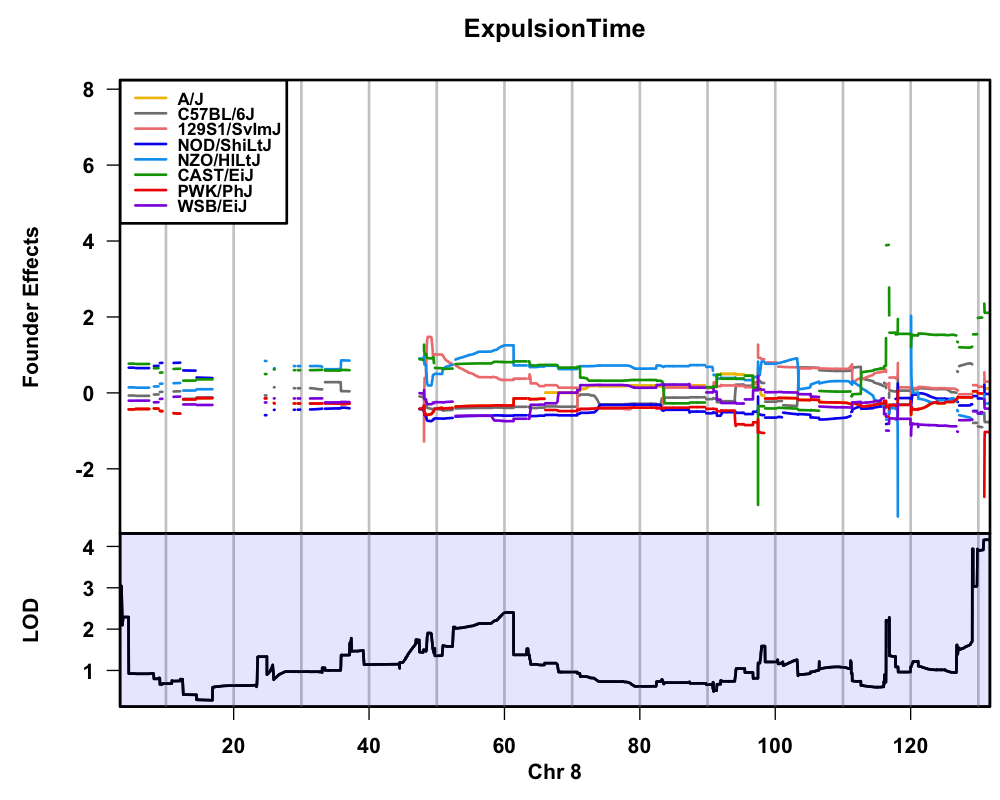 ExpulsionTime
8
6
4
2
0
-2
Founder Effects
A/J
C57BL/6J
129S1/SvImJ
NOD/ShiLtJ
NZO/HILtJ
CAST/EiJ
PWK/PhJ
WSB/EiJ
4
3
2
1
LOD
20 40 60 80 100 120
Chr 8